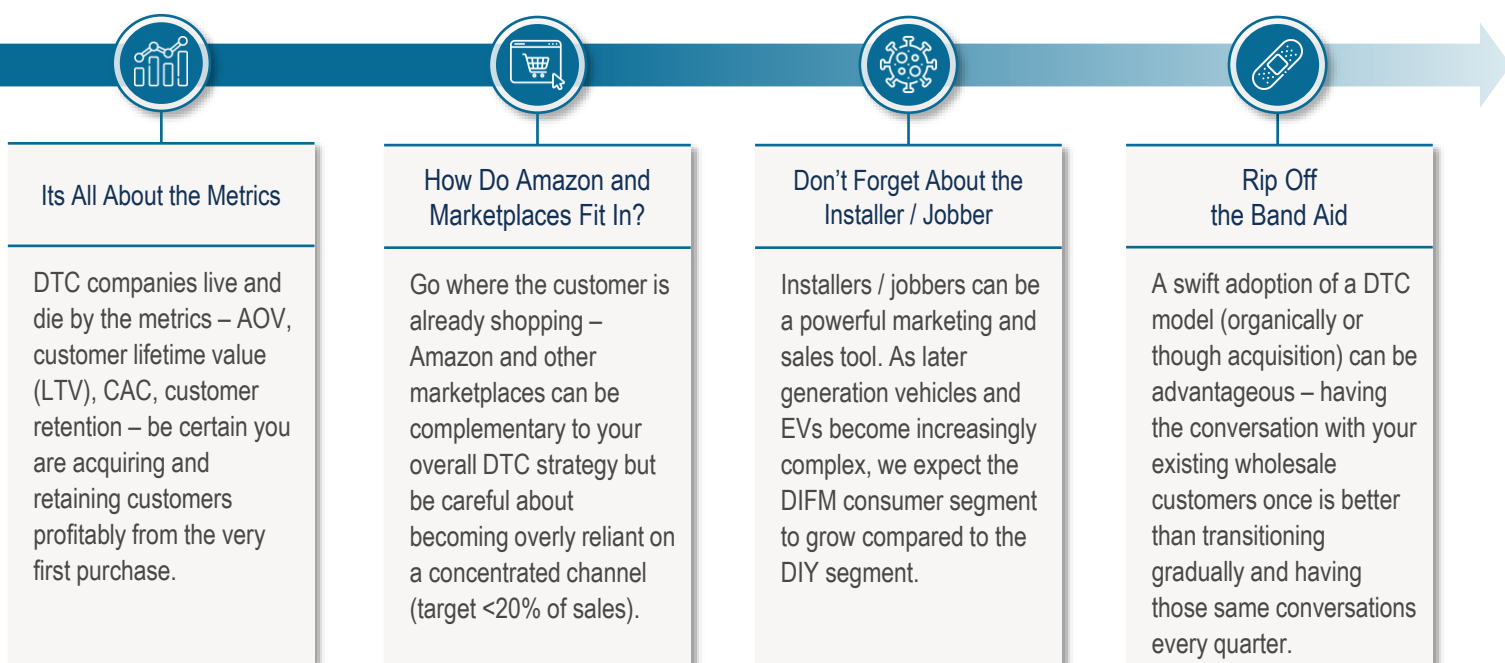 Its All About the Metrics
DTC companies live and
die by the metrics – AOV,
customer lifetime value
(LTV), CAC, customer
retention – be certain you
are acquiring and
retaining customers
profitably from the very
first purchase.
How Do Amazon and
Marketplaces Fit In?
Go where the customer is
already shopping –
Amazon and other
marketplaces can be
complementary to your
overall DTC strategy but
be careful about
becoming overly reliant on
a concentrated channel
(target <20% of sales).
Don’t Forget About the
Installer / Jobber
Installers / jobbers can be
a powerful marketing and
sales tool. As later
generation vehicles and
EVs become increasingly
complex, we expect the
DIFM consumer segment
to grow compared to the
DIY segment.
Rip Off
the Band Aid
A swift adoption of a DTC
model (organically or
though acquisition) can be
advantageous – having
the conversation with your
existing wholesale
customers once is better
than transitioning
gradually and having
those same conversations
every quarter.